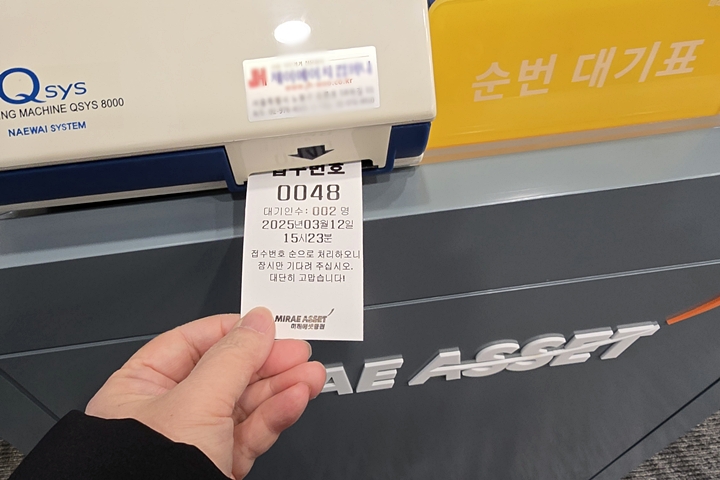 Qsys
NG MACHINE QSYS 8000
NAEWAI SYSTEM
순번 대기표
접수번호
0048
대기인수: 002 명
2025년03월12일
15시23분
접수번호 순으로 처리하오니
잠시만 기다려 주십시오.
대단히 고맙습니다!
MIRAE ASSET
미래에셋증권
AE ASSET